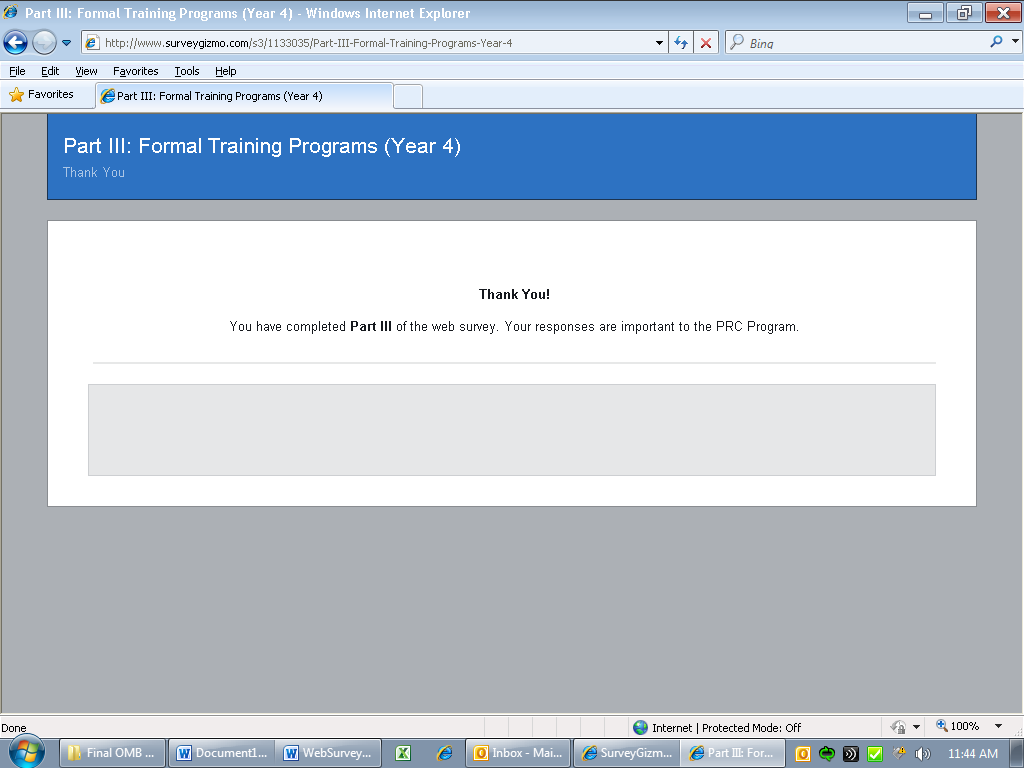 Part III: Formal Training Programs (Year 4) - Windows Internet Explorer
http://www.surveygizmo.com/s3/1133035/Part-III-Formal-Training-Programs-Year-4
Bing
File Edit View Favorites Tools Help
Favorites
Part III: Formal Training Programs (Year 4)
Part III: Formal Training Programs (Year 4)
Thank You
Thank You!
You have completed Part III of the web survey. Your responses are important to the PRC Program.
Done
Internet | Protected Mode: Off
100%
Final OMB ...
Document1...
WebSurvey...
Inbox - Mai...
SurveyGizm...
Part III: For...
11:44 AM